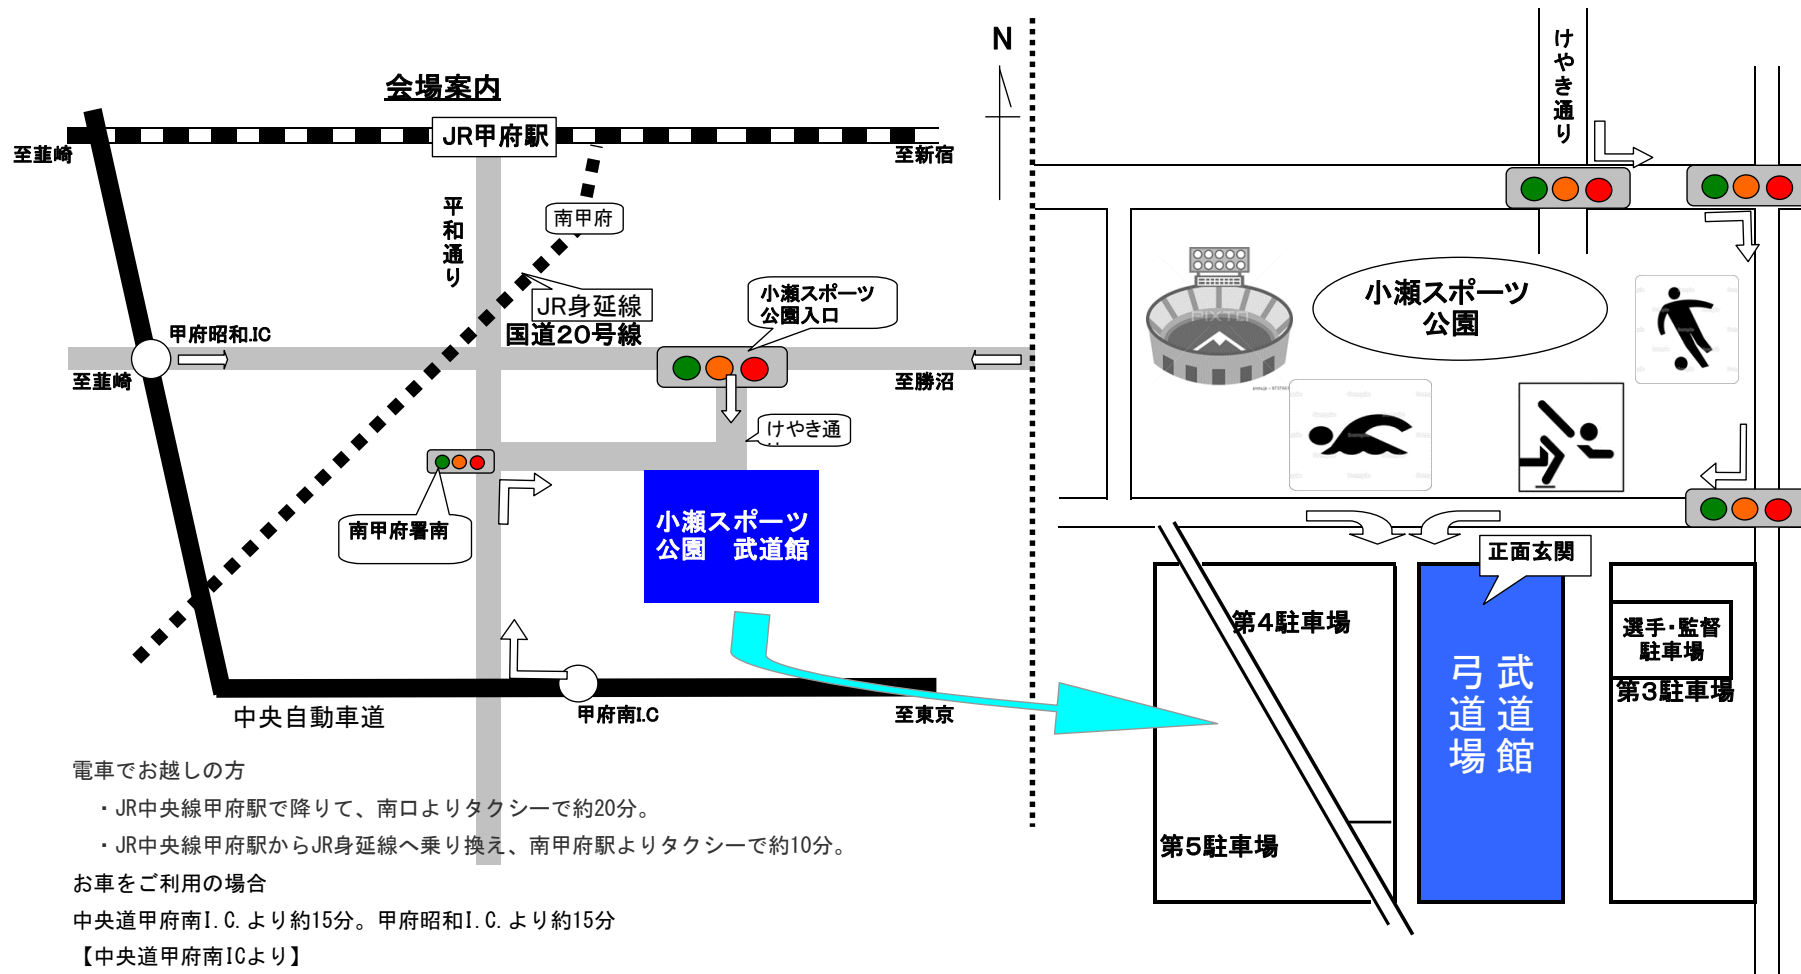 会場案内
JR甲府駅
至韮崎
至新宿
平和通り
南甲府
JR身延線
国道20号線
小瀬スポーツ
公園入口
甲府昭和.IC
至韮崎
至勝沼
けやき通
南甲府署南
小瀬スポーツ
公園　武道館
中央自動車道
甲府南I.C
至東京
電車でお越しの方
・JR中央線甲府駅で降りて、南口よりタクシーで約20分。
・JR中央線甲府駅からJR身延線へ乗り換え、南甲府駅よりタクシーで約10分。
お車をご利用の場合
中央道甲府南I.C.より約15分。甲府昭和I.C.より約15分
【中央道甲府南ICより】
N
けやき通り
小瀬スポーツ
公園
PIXTA
正面玄関
第4駐車場
第5駐車場
武道館
弓道場
選手・監督
駐車場
第3駐車場